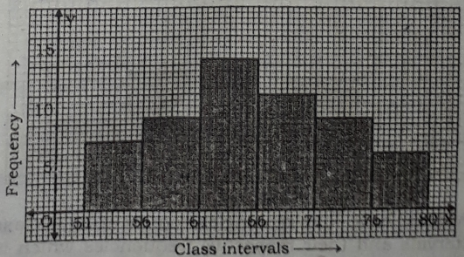 Y
15
10
5
Frequency
O 51 56 61 66 71 76 80 X
Class intervals